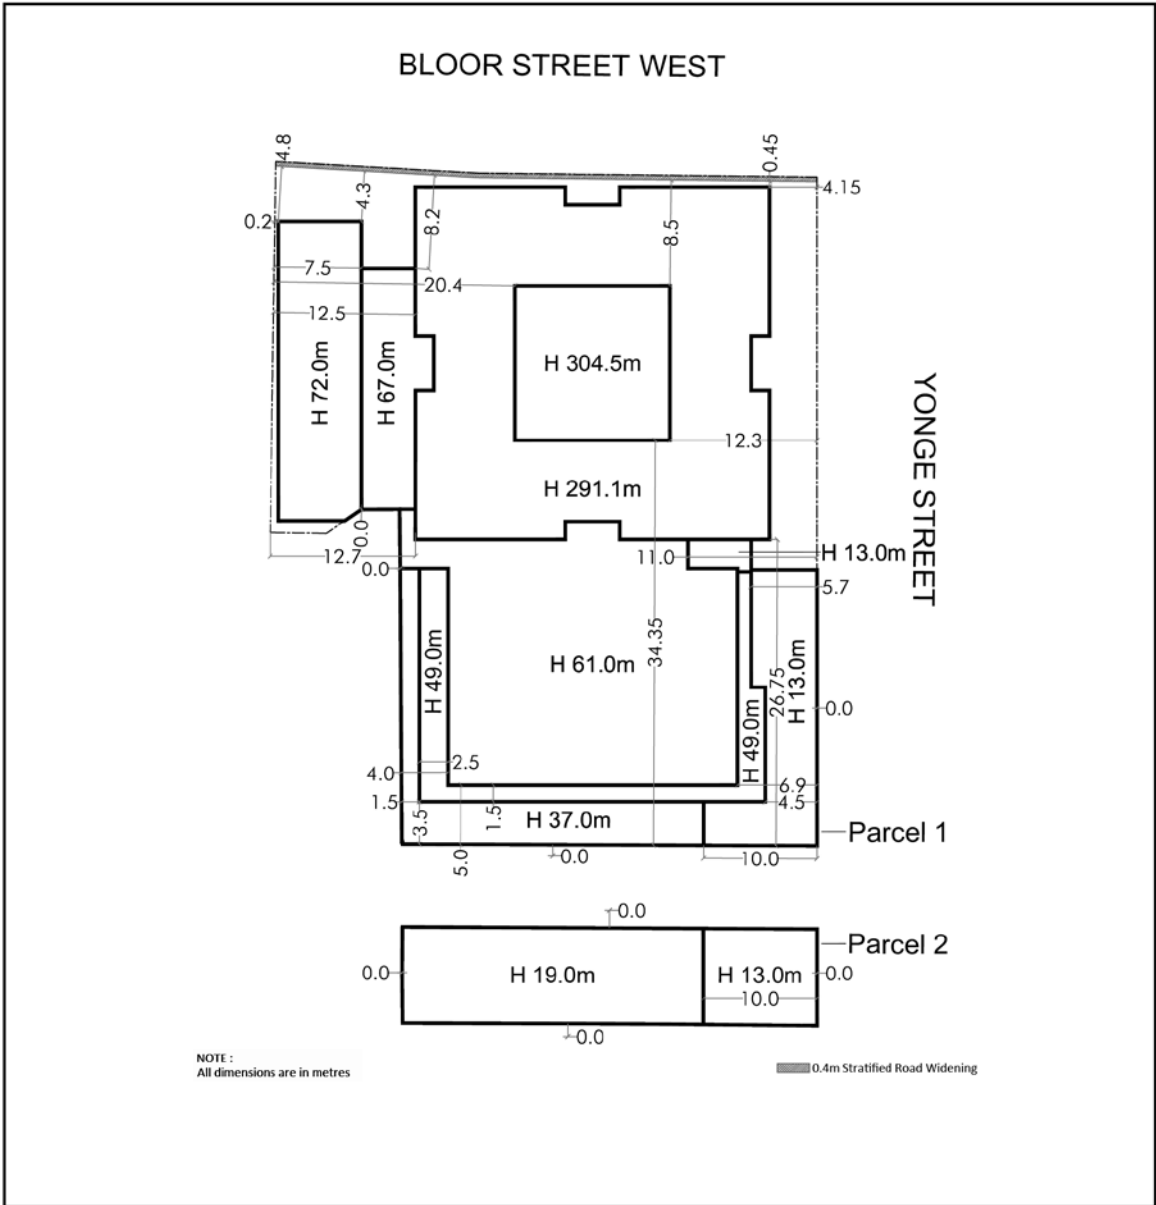 BLOOR STREET WEST
4.8
0.45
4.3
4.15
0.2
8.2
8.5
7.5
20.4
12.5
H 304.5m
H 72.0m
H 67.0m
YONGE STREET
12.3
H 291.1m
0.0
12.7
11.0
H 13.0m
0.0
5.7
34.35
H 49.0m
H 61.0m
26.75
H 13.0m
0.0
H 49.0m
2.5
4.0
6.9
1.5
4.5
3.5
1.5
H 37.0m
Parcel 1
5.0
0.0
10.0
0.0
Parcel 2
0.0
H 19.0m
H 13.0m
0.0
10.0
0.0
NOTE :
All dimensions are in metres
0.4m Stratified Road Widening